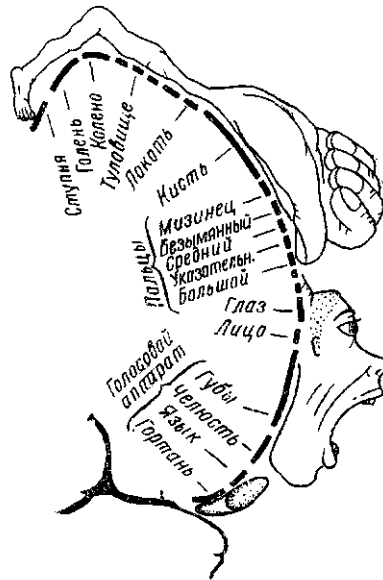 Ступня
Голень
Колено
Туловище
Локоть
Кисть
Пальцы
Мизинец
Безымянный
Средний
Указательн.
Большой
Глаз
Лицо
Голосовой
аппарат
Губы
Челюсть
Язык
Гортань